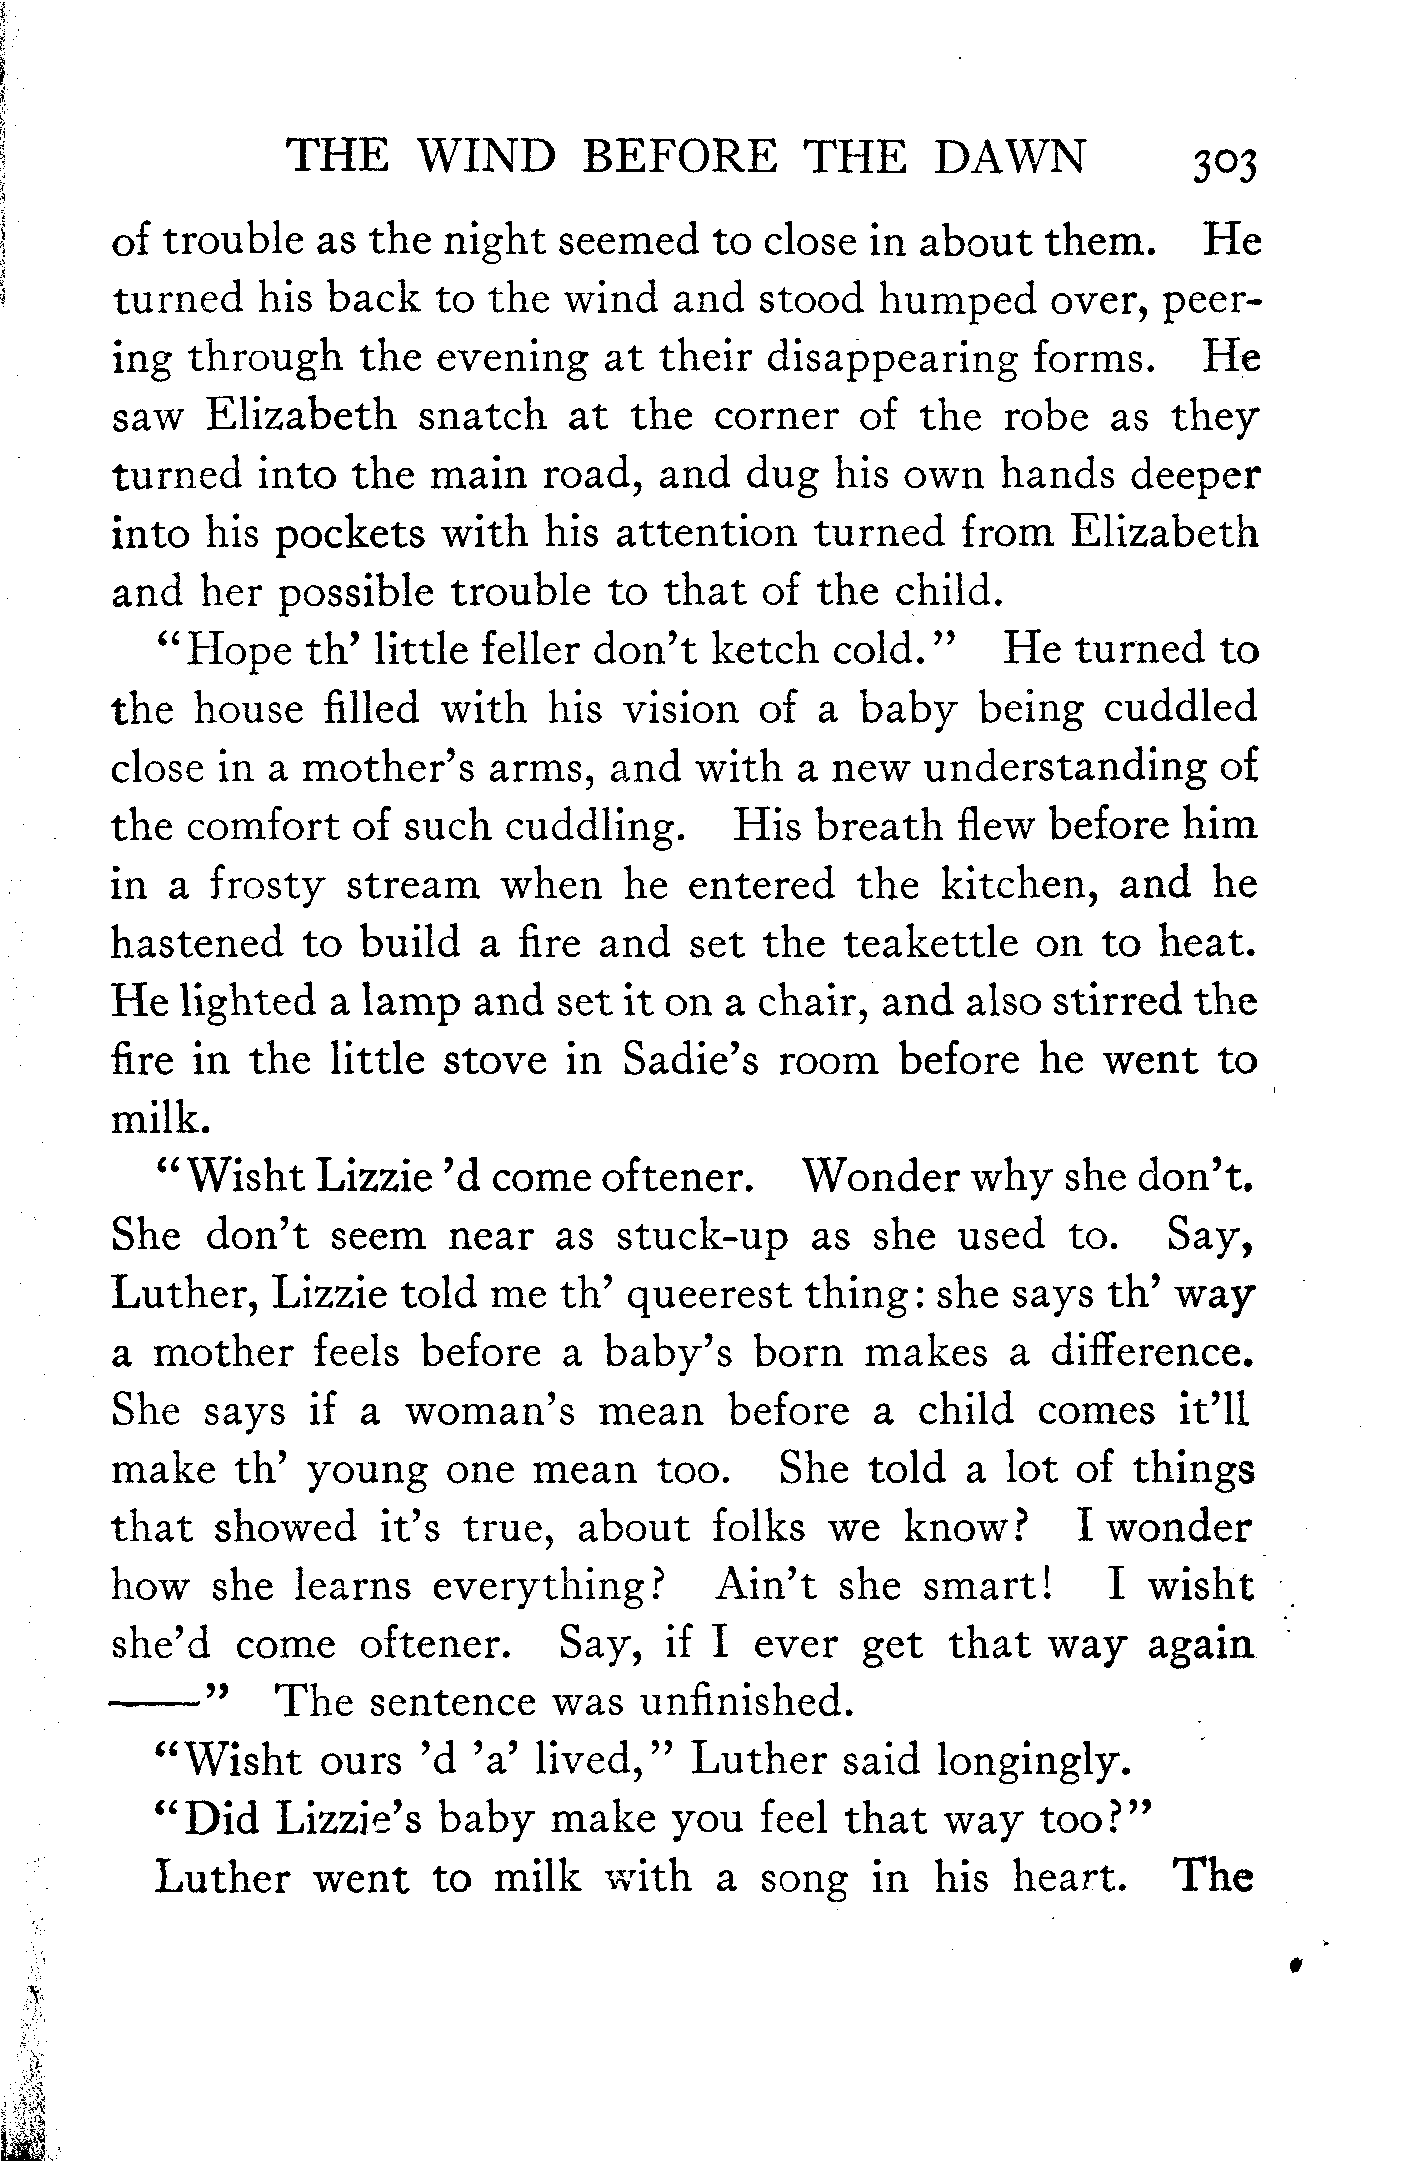 THE WIND BEFORE THE DAWN 303
of trouble as the night seemed to close in about them. He
turned his back to the wind and stood humped over, peer-
ing through the evening at their disappearing forms. He
saw Elizabeth snatch at the corner of the robe as they
turned into the main road, and dug his own hands deeper
into his pockets with his attention turned from Elizabeth
and her possible trouble to that of the child.
"Hope th' little feller don't ketch cold." He turned to
the house filled with his vision of a baby being cuddled
close in a mother's arms, and with a new understanding of
the comfort of such cuddling. His breath flew before him
in a frosty stream when he entered the kitchen, and he
hastened to build a fire and set the teakettle on to heat.
He lighted a lamp and set it on a chair, and also stirred the
fire in the little stove in Sadie's room before he went to
milk.
"Wisht Lizzie 'd come oftener. Wonder why she don't.
She don't seem near as stuck-up as she used to. Say,
Luther, Lizzie told me th' queerest thing: she says th' way
a mother feels before a baby's born makes a difference.
She says if a woman's mean before a child comes it'll
make th' young one mean too. She told a lot of things
that showed it's true, about folks we know? I wonder
how she learns everything? Ain't she smart! I wisht
she'd come oftener. Say, if I ever get that way again
——" The sentence was unfinished.
"Wisht ours 'd 'a' lived," Luther said longingly.
"Did Lizzie's baby make you feel that way too?"
Luther went to milk with a song in his heart. The